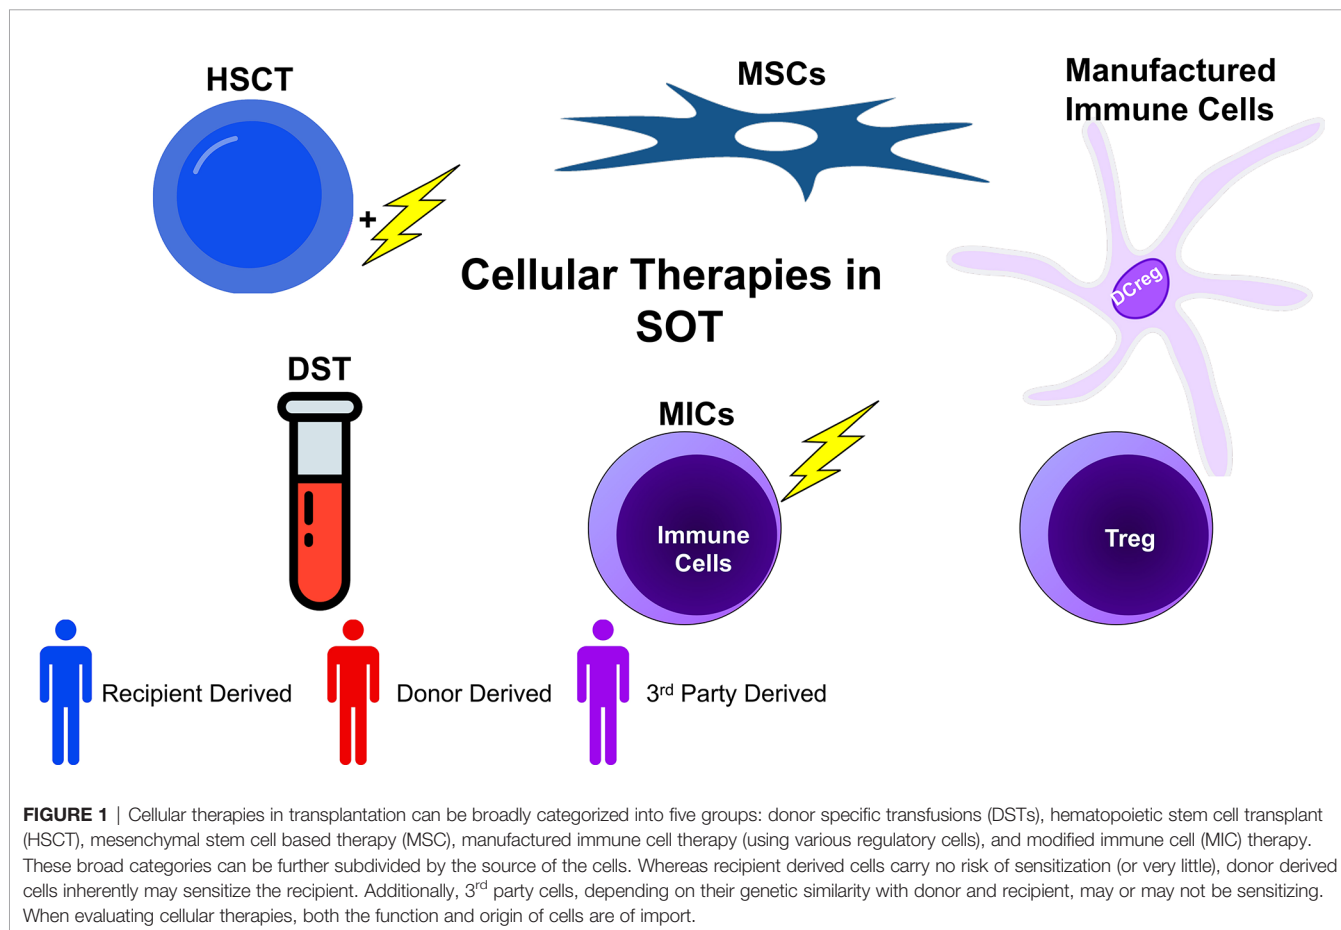 HSCT
MSCs
Manufactured
Immune Cells
+
DCreg
Cellular Therapies in
SOT
DST
MICs
Immune
Cells
Treg
Recipient Derived
Donor Derived
3rd Party Derived
FIGURE 1 | Cellular therapies in transplantation can be broadly categorized into five groups: donor specific transfusions (DSTs), hematopoietic stem cell transplant
(HSCT), mesenchymal stem cell based therapy (MSC), manufactured immune cell therapy (using various regulatory cells), and modified immune cell (MIC) therapy.
These broad categories can be further subdivided by the source of the cells. Whereas recipient derived cells carry no risk of sensitization (or very little), donor derived
cells inherently may sensitize the recipient. Additionally, 3rd party cells, depending on their genetic similarity with donor and recipient, may or may not be sensitizing.
When evaluating cellular therapies, both the function and origin of cells are of import.